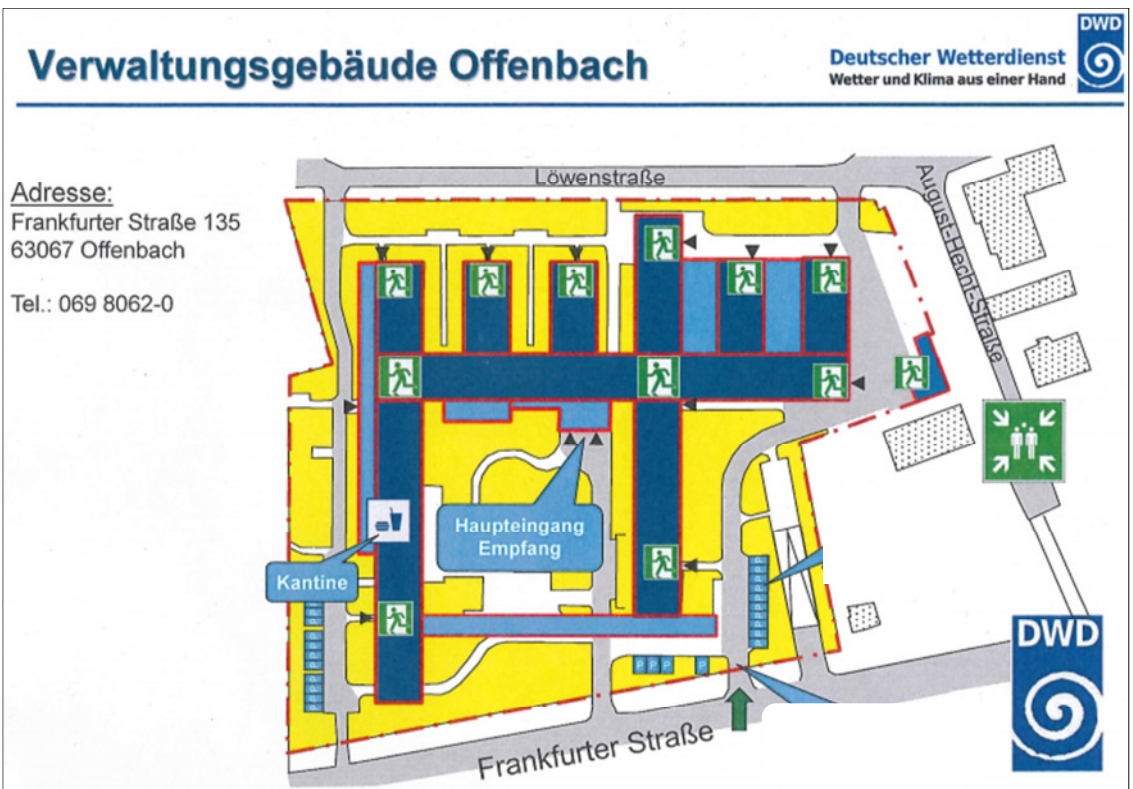 Verwaltungsgebäude Offenbach
Deutscher Wetterdienst
Wetter und Klima aus einer Hand
DWD
Adresse:
Frankfurter Straße 135
63067 Offenbach
Tel.: 069 8062-0
Löwenstraße
August-Hecht-Straße
Haupteingang
Empfang
Kantine
P P P P
Frankfurter Straße
DWD